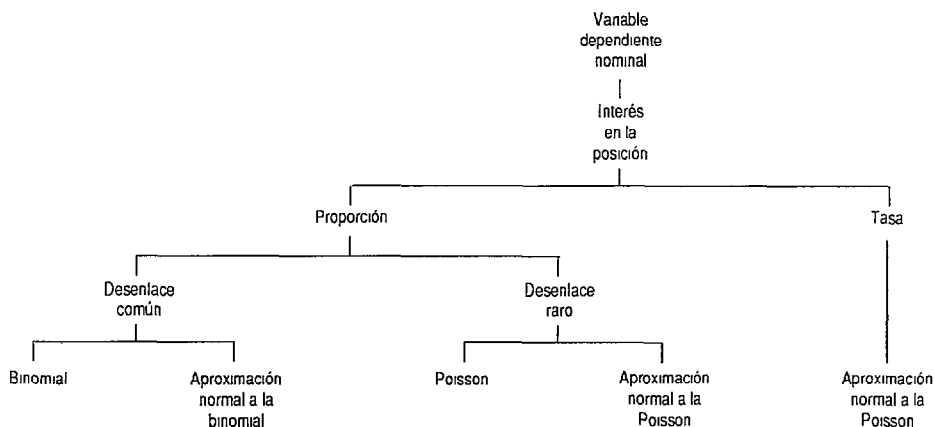 Variable
dependiente
nominal
Interés
en la
posición
Proporción
Tasa
Desenlace
común
Desenlace
raro
Binomial
Aproximación
normal a la
binomial
Poisson
Aproximación
normal a la
Poisson
Aproximación
normal a la
Poisson